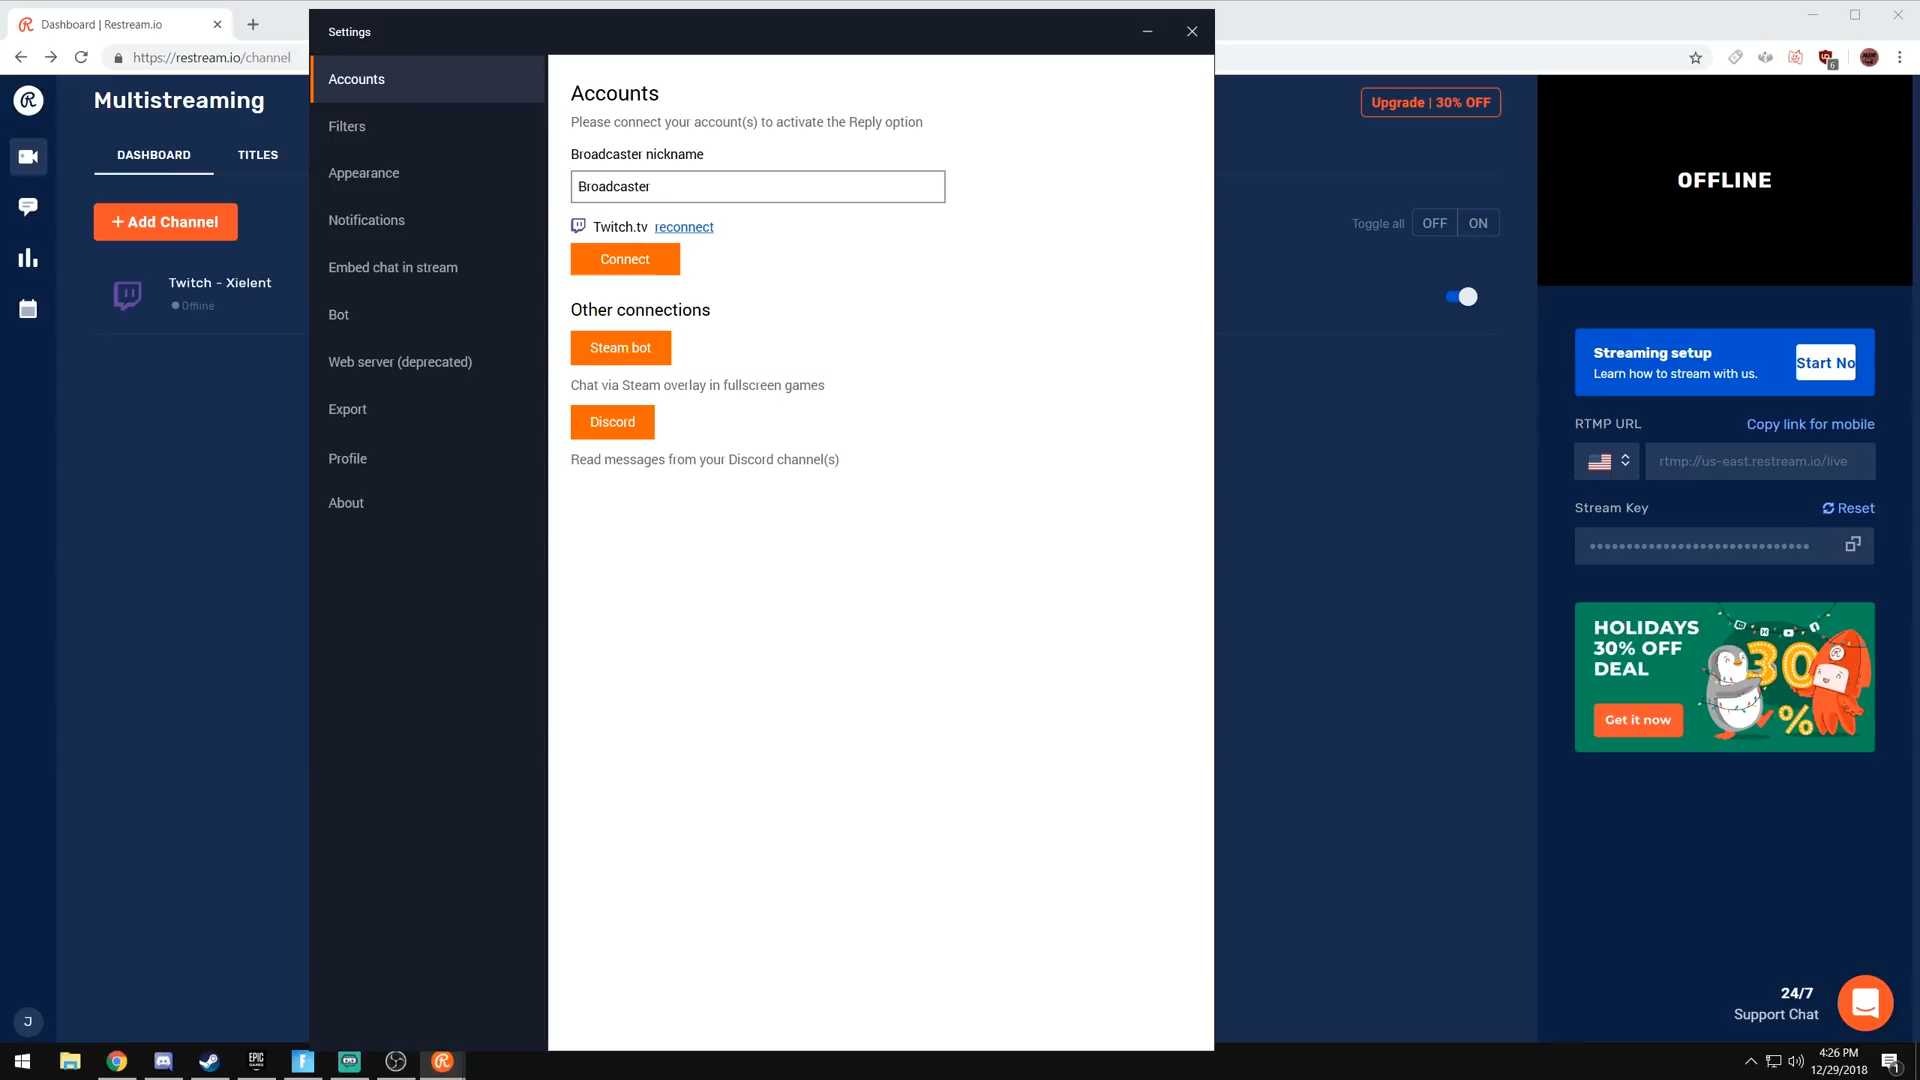 Dashboard | Restream.io
https://restream.io/channel
6
Settings
Accounts
Filters
Appearance
Notifications
Embed chat in stream
Bot
Web server (deprecated)
Export
Profile
About
Accounts
Please connect your account(s) to activate the Reply option
Broadcaster nickname
Broadcaster
Twitch.tv reconnect
Connect
Other connections
Steam bot
Chat via Steam overlay in fullscreen games
Discord
Read messages from your Discord channel(s)
Multistreaming
DASHBOARD TITLES
+ Add Channel
Twitch - Xielent
Offline
J
Upgrade | 30% OFF
Toggle all OFF ON
OFFLINE
Streaming setup
Learn how to stream with us.
Start No
RTMP URL Copy link for mobile
rtmp://us-east.restream.io/live
Stream Key Reset
HOLIDAYS
30% OFF
DEAL
Get it now
30
%
24/7
Support Chat
EPIC
GAMES
4:26 PM
12/29/2018
1